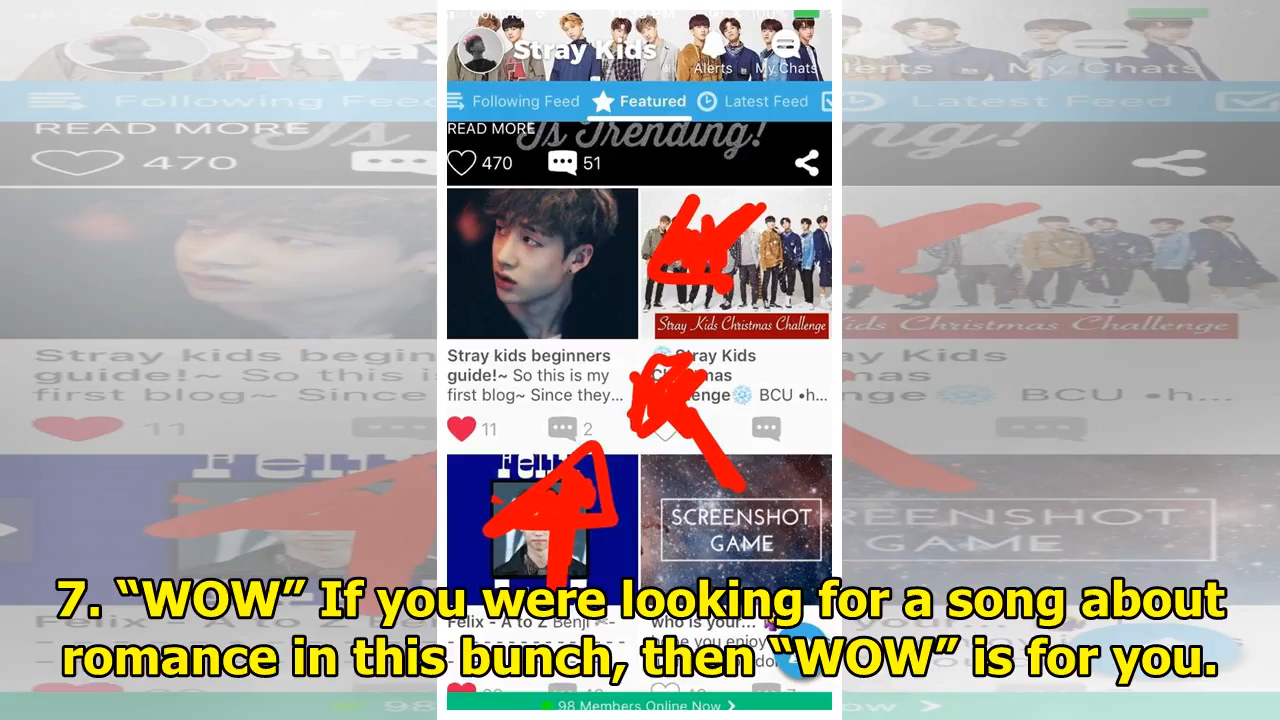 Stray Kids
Alerts
My Chats
Following Feed
Featured
Latest Feed
READ MORE
Is Trending!
470
51
Stray Kids Christmas Challenge
Stray kids beginners
guide!~ So this is my
first blog~ Since they...
11
2
Stray Kids
BCU •h...
Felix
SCREENSHOT
GAME
Felix - A to Z Benji
who is your...
98 Members Online Now
7. “WOW” If you were looking for a song about
romance in this bunch, then “WOW” is for you.